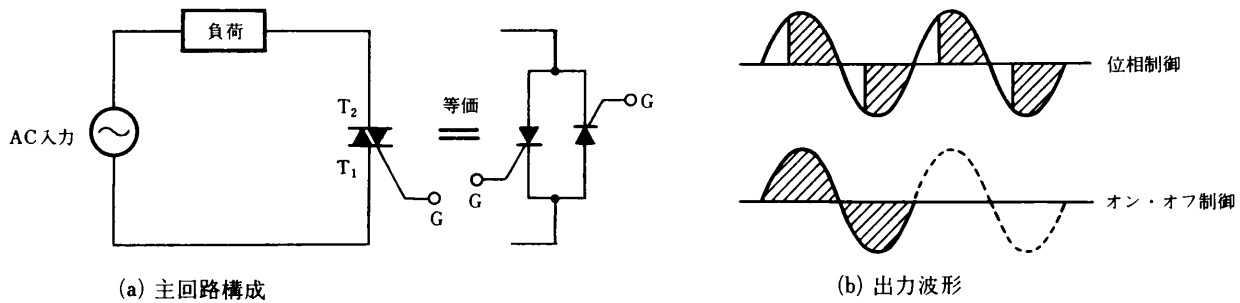 負荷
AC入力
T₂
T₁
G
等価
G
G
(a) 主回路構成
位相制御
オン・オフ制御
(b) 出力波形